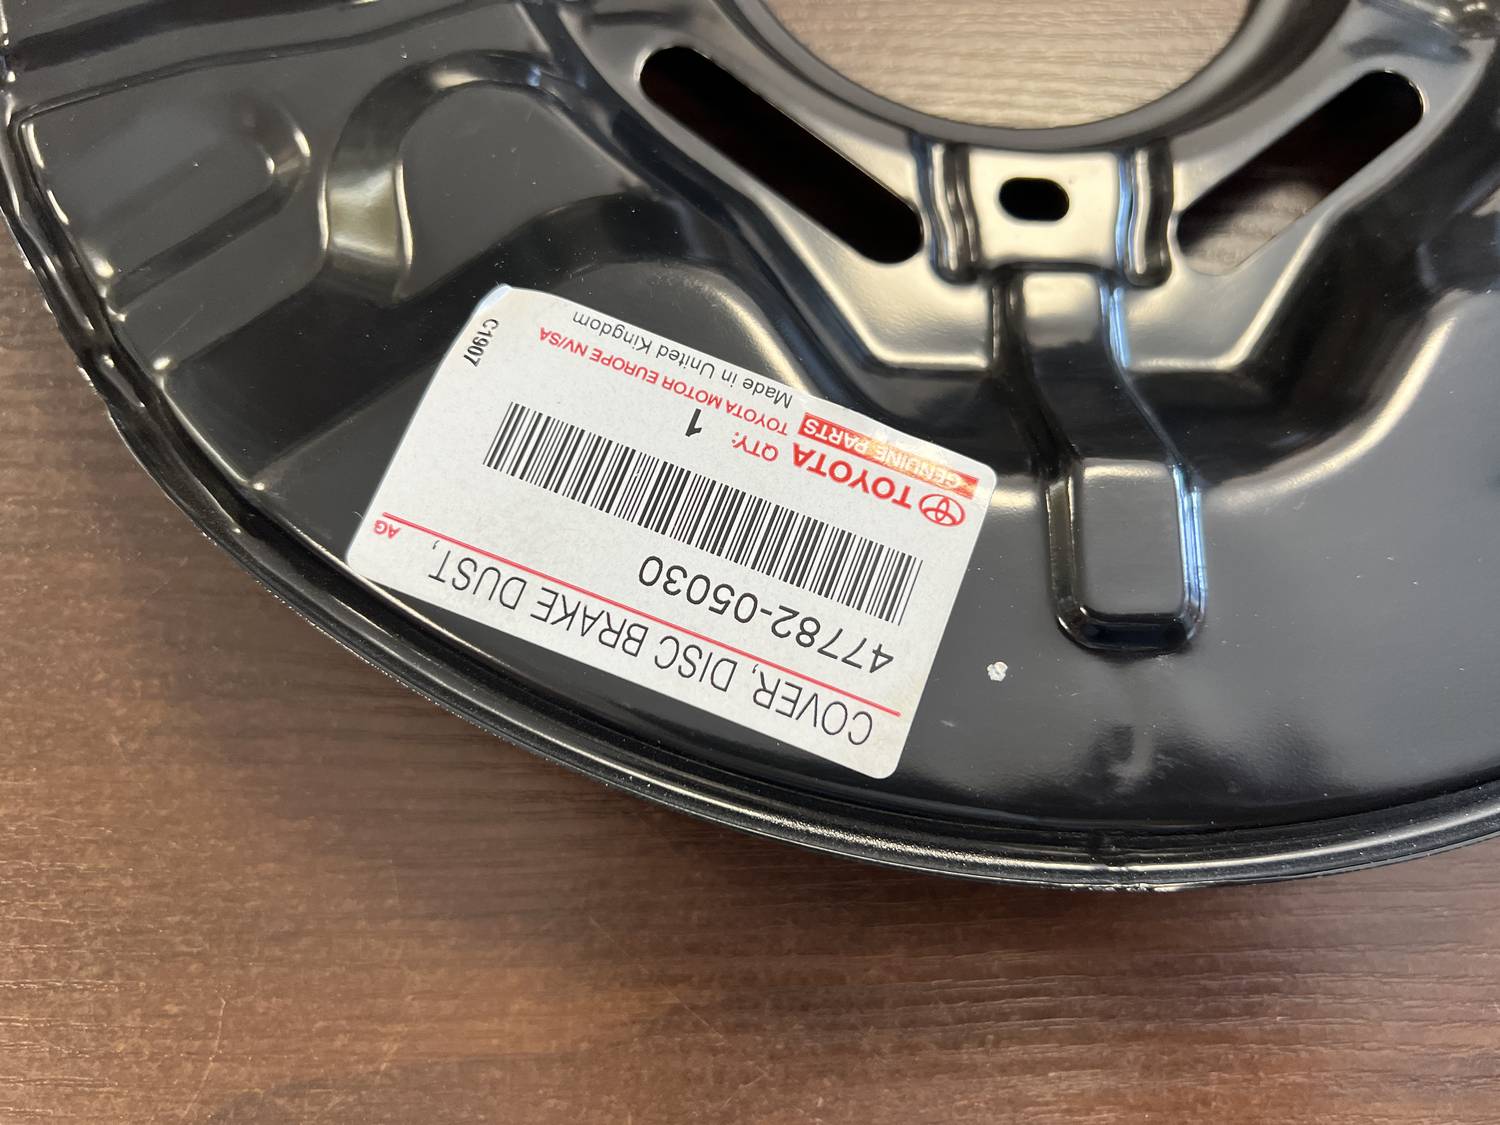 COVER, DISC BRAKE DUST,
AG
47782-05030
TOYOTA QTY: 1
GENUINE PARTS TOYOTA MOTOR EUROPE NV/SA
Made in United Kingdom
C1907